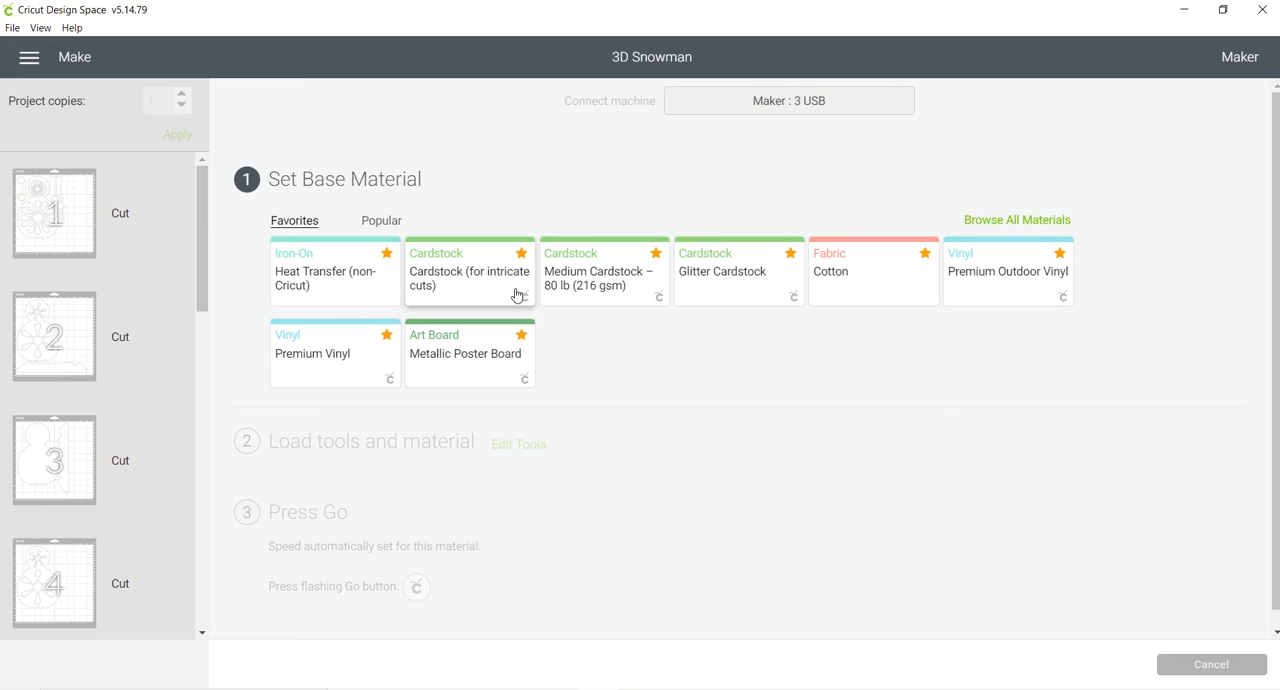 Cricut Design Space v5.14.79
File View Help
Make
3D Snowman
Maker
Project copies:
1
Apply
Connect machine
Maker : 3 USB
1
Cut
2
Cut
3
Cut
4
Cut
1 Set Base Material
Favorites Popular
Browse All Materials
Iron-On
Heat Transfer (non-
Cricut)
Cardstock
Cardstock (for intricate
cuts)
Cardstock
Medium Cardstock –
80 lb (216 gsm)
Cardstock
Glitter Cardstock
Fabric
Cotton
Vinyl
Premium Outdoor Vinyl
Vinyl
Premium Vinyl
Art Board
Metallic Poster Board
2 Load tools and material Edit Tools
3 Press Go
Speed automatically set for this material.
Press flashing Go button.
Cancel